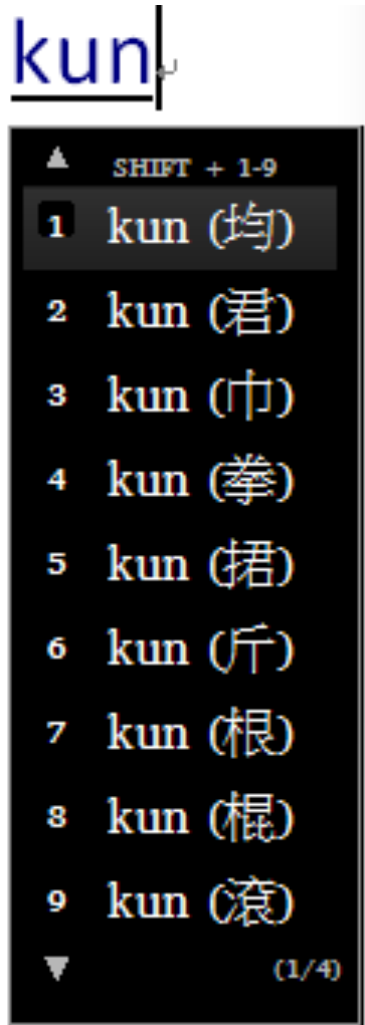 kun
SHIFT + 1-9
1 kun (均)
2 kun (君)
3 kun (巾)
4 kun (拳)
5 kun (捃)
6 kun (斤)
7 kun (根)
8 kun (棍)
9 kun (滾)
(1/4)